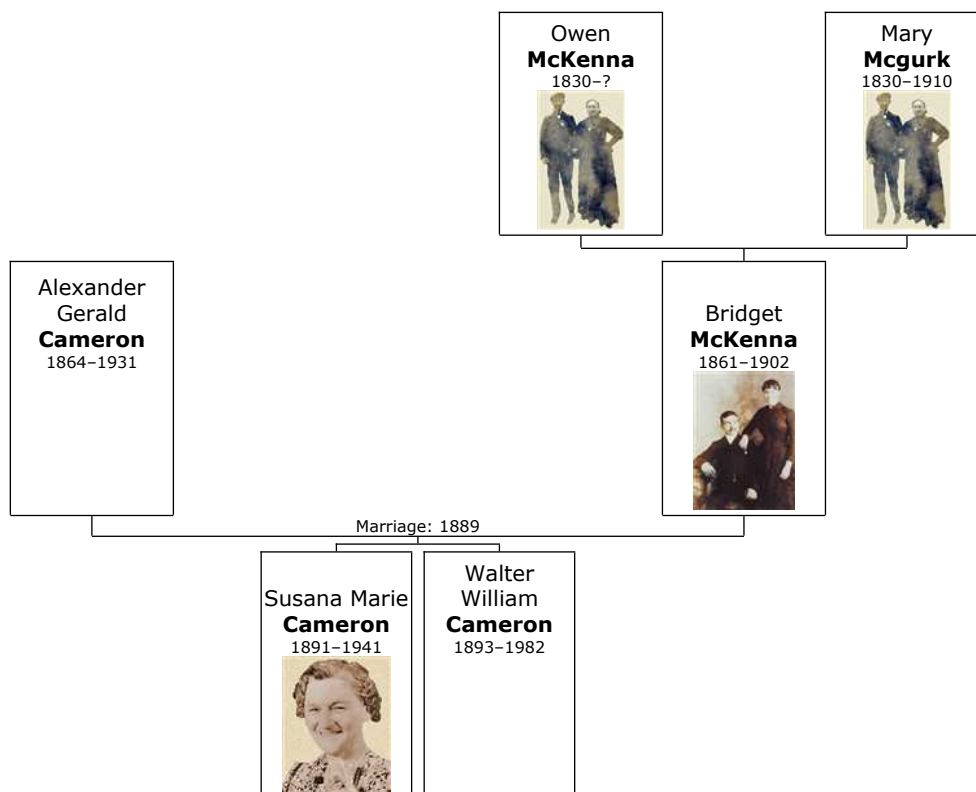 Owen
McKenna
1830–?
Mary
Mcgurk
1830–1910
Alexander
Gerald
Cameron
1864–1931
Bridget
McKenna
1861–1902
Marriage: 1889
Susana Marie
Cameron
1891–1941
Walter
William
Cameron
1893–1982